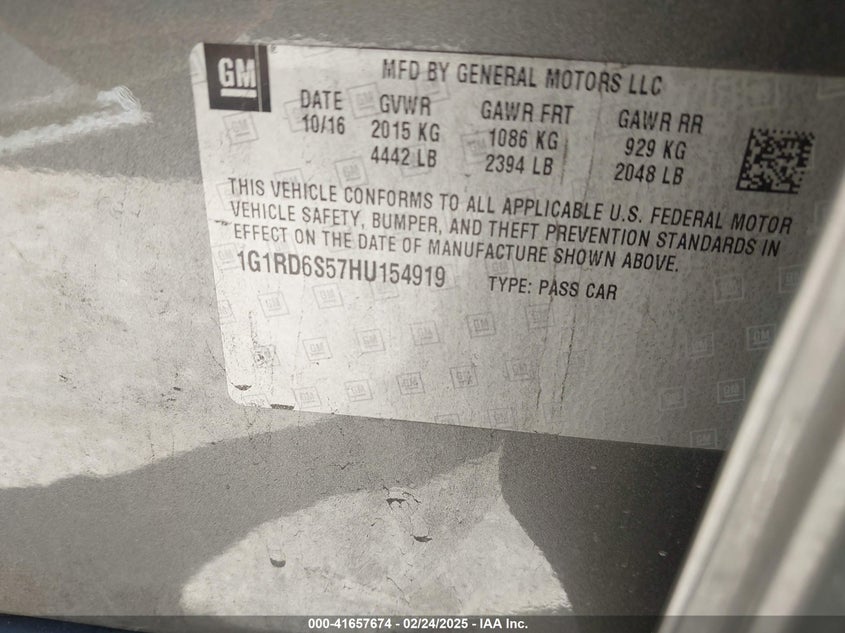 GM
MFD BY GENERAL MOTORS LLC
DATE GVWR GAWR FRT GAWR RR
10/16 2015 KG 1086 KG 929 KG
4442 LB 2394 LB 2048 LB
THIS VEHICLE CONFORMS TO ALL APPLICABLE U.S. FEDERAL MOTOR
VEHICLE SAFETY, BUMPER, AND THEFT PREVENTION STANDARDS IN
EFFECT ON THE DATE OF MANUFACTURE SHOWN ABOVE.
1G1RD6S57HU154919 TYPE: PASS CAR
000-41657674 / 02/24/2025 - IAA Inc.